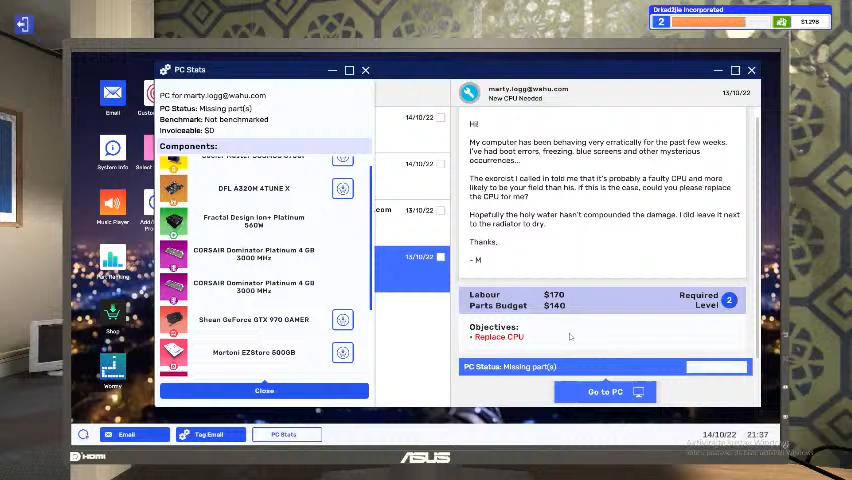 Drkad2jle Incorporated
2
$1.298
PC Stats
PC for marty.logg@wahu.com
PC Status: Missing part(s)
Benchmark: Not benchmarked
Invoiceable: $0
Components:
DFL A320M 4TUNE X
Fractal Design Ion+ Platinum
560W
CORSAIR Dominator Platinum 4 GB
3000 MHz
CORSAIR Dominator Platinum 4 GB
3000 MHz
Shean GeForce GTX 970 GAMER
Mortoni EZStore 500GB
Close
Email
System Info
Music Player
Part Ranking
Shop
Wormy
14/10/22
14/10/22
.com
13/10/22
13/10/22
marty.logg@wahu.com
New CPU Needed
13/10/22
Hi!
My computer has been behaving very erratically for the past few weeks.
I've had boot errors, freezing, blue screens and other mysterious
occurrences...
The exorcist I called in told me that it's probably a faulty CPU and more
likely to be your field than his. If this is the case, could you please replace
the CPU for me?
Hopefully the holy water hasn't compounded the damage. I did leave it next
to the radiator to dry.
Thanks,
- M
Labour $170
Parts Budget $140
Required
Level 2
Objectives:
• Replace CPU
PC Status: Missing part(s)
Go to PC
Email
Tag Email
PC Stats
14/10/22 21:37
HDMI
ASUS